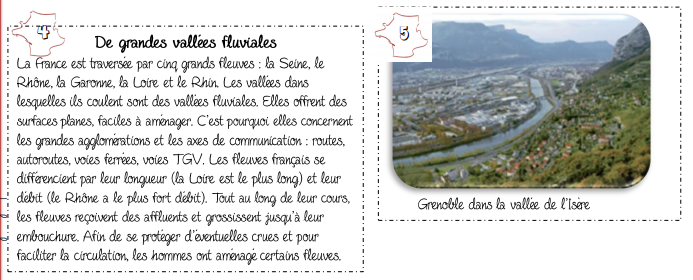 4
De grandes vallées fluviales
La France est traversée par cinq grands fleuves : la Seine, le
Rhône, la Garonne, la Loire et le Rhin. Les vallées dans
lesquelles ils coulent sont des vallées fluviales. Elles offrent des
surfaces planes, faciles à aménager. C'est pourquoi elles concernent
les grandes agglomérations et les axes de communication : routes,
autoroutes, voies ferrées, voies TGV. Les fleuves français se
différencient par leur longueur (la Loire est le plus long) et leur
débit (le Rhône a le plus fort débit). Tout au long de leur cours,
les fleuves reçoivent des affluents et grossissent jusqu'à leur
embouchure. Afin de se protéger d'éventuelles crues et pour
faciliter la circulation, les hommes ont aménagé certains fleuves.
5
Grenoble dans la vallée de l'Isère